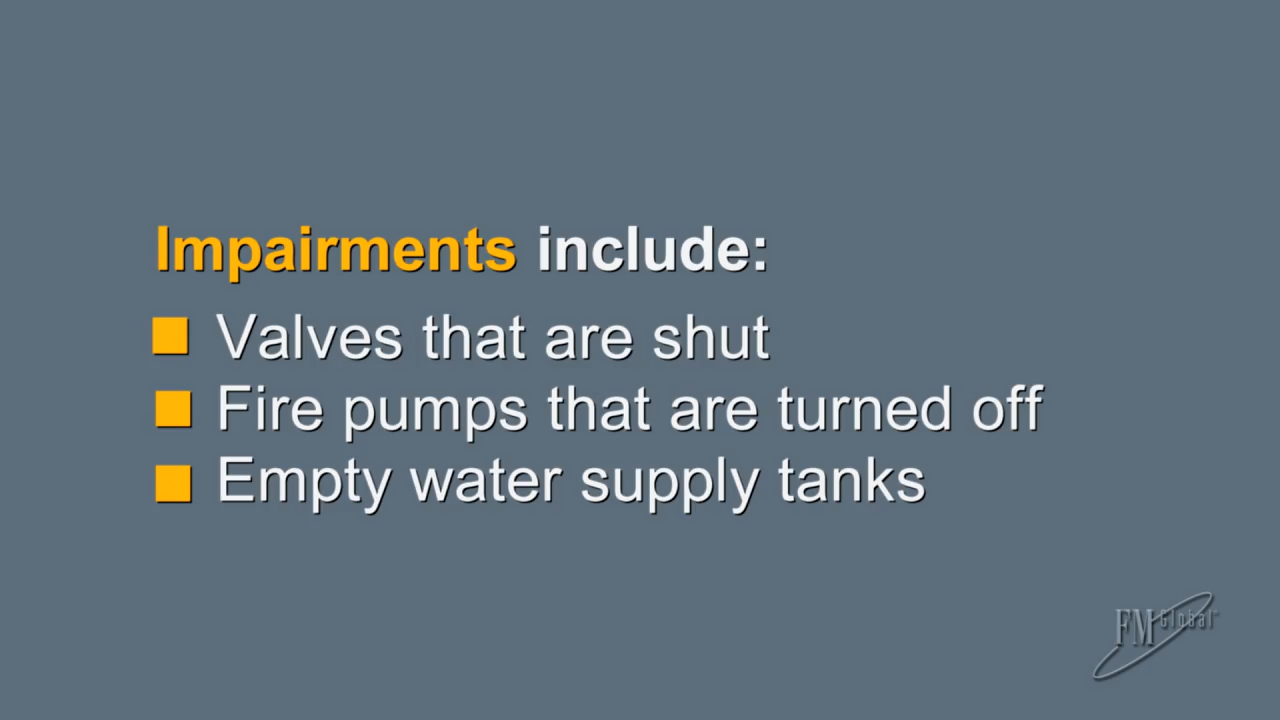 Impairments include:
Valves that are shut
Fire pumps that are turned off
Empty water supply tanks
FM Global